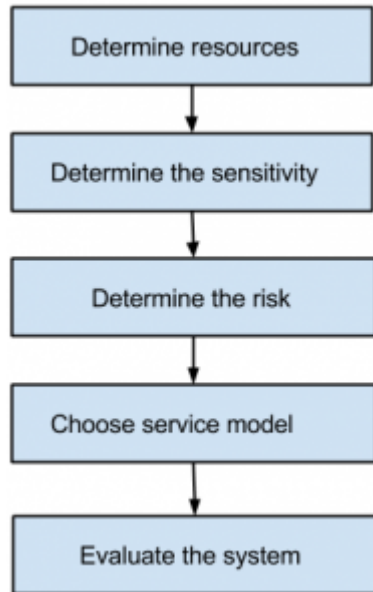 Determine resources
Determine the sensitivity
Determine the risk
Choose service model
Evaluate the system